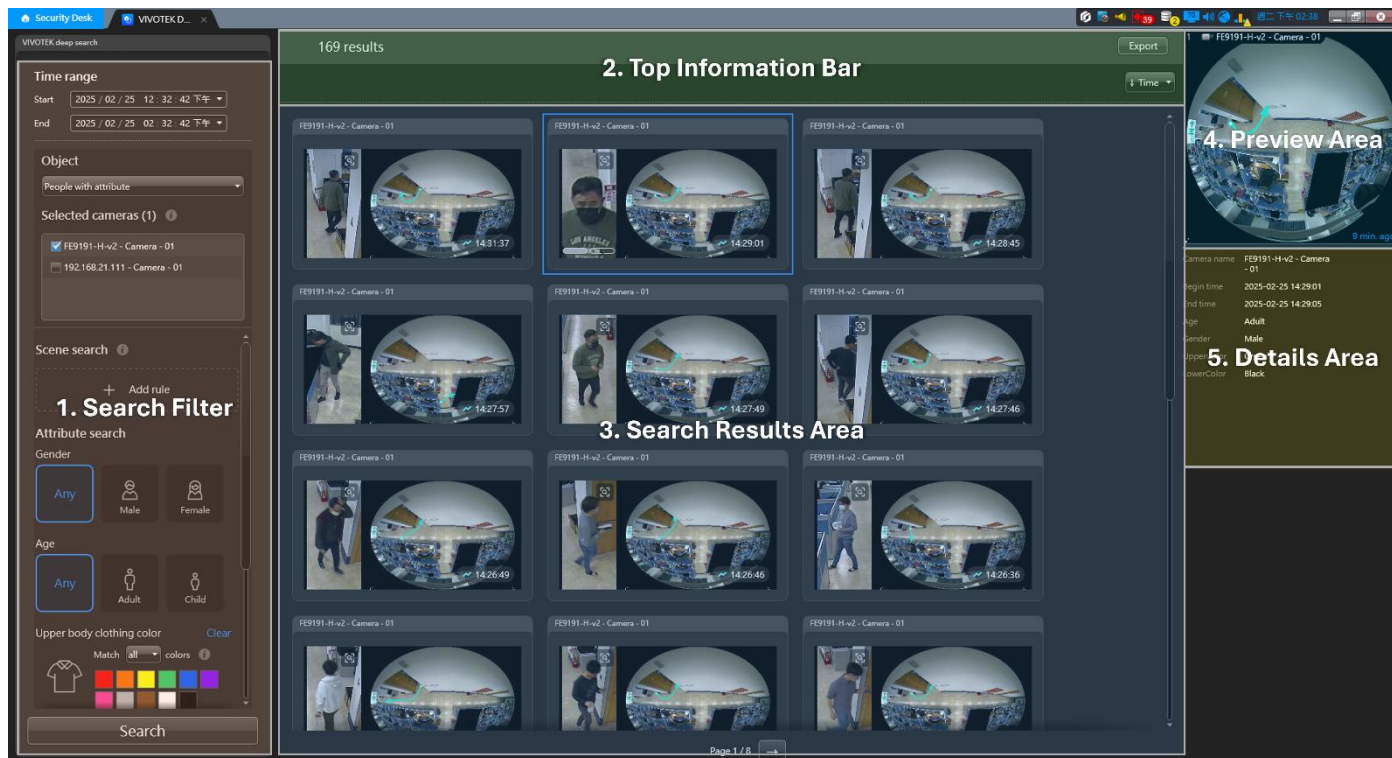 Security Desk
VIVOTEK D...
39
2
週二 下午 02:38
VIVOTEK deep search
Time range
Start 2025 / 02 / 25 12 : 32 : 42 下午
End 2025 / 02 / 25 02 : 32 : 42 下午
Object
People with attribute
Selected cameras (1)
FE9191-H-v2 - Camera - 01
192.168.21.111 - Camera - 01
Scene search
+ Add rule
1. Search Filter
Attribute search
Gender
Any
Male
Female
Age
Any
Adult
Child
Upper body clothing color Clear
Match all colors
Search
169 results
Export
2. Top Information Bar
↓ Time
FE9191-H-v2 - Camera - 01
14:31:37
FE9191-H-v2 - Camera - 01
LOS ANGELES
14:29:01
FE9191-H-v2 - Camera - 01
14:28:45
FE9191-H-v2 - Camera - 01
14:27:57
FE9191-H-v2 - Camera - 01
14:27:49
FE9191-H-v2 - Camera - 01
14:27:46
3. Search Results Area
FE9191-H-v2 - Camera - 01
14:26:49
FE9191-H-v2 - Camera - 01
14:26:46
FE9191-H-v2 - Camera - 01
14:26:36
FE9191-H-v2 - Camera - 01
FE9191-H-v2 - Camera - 01
FE9191-H-v2 - Camera - 01
Page 1 / 8 →
1 FE9191-H-v2 - Camera - 01
4. Preview Area
9 min. ago
Camera name FE9191-H-v2 - Camera
- 01
Begin time 2025-02-25 14:29:01
End time 2025-02-25 14:29:05
Age Adult
Gender Male
5. Details Area
LowerColor Black